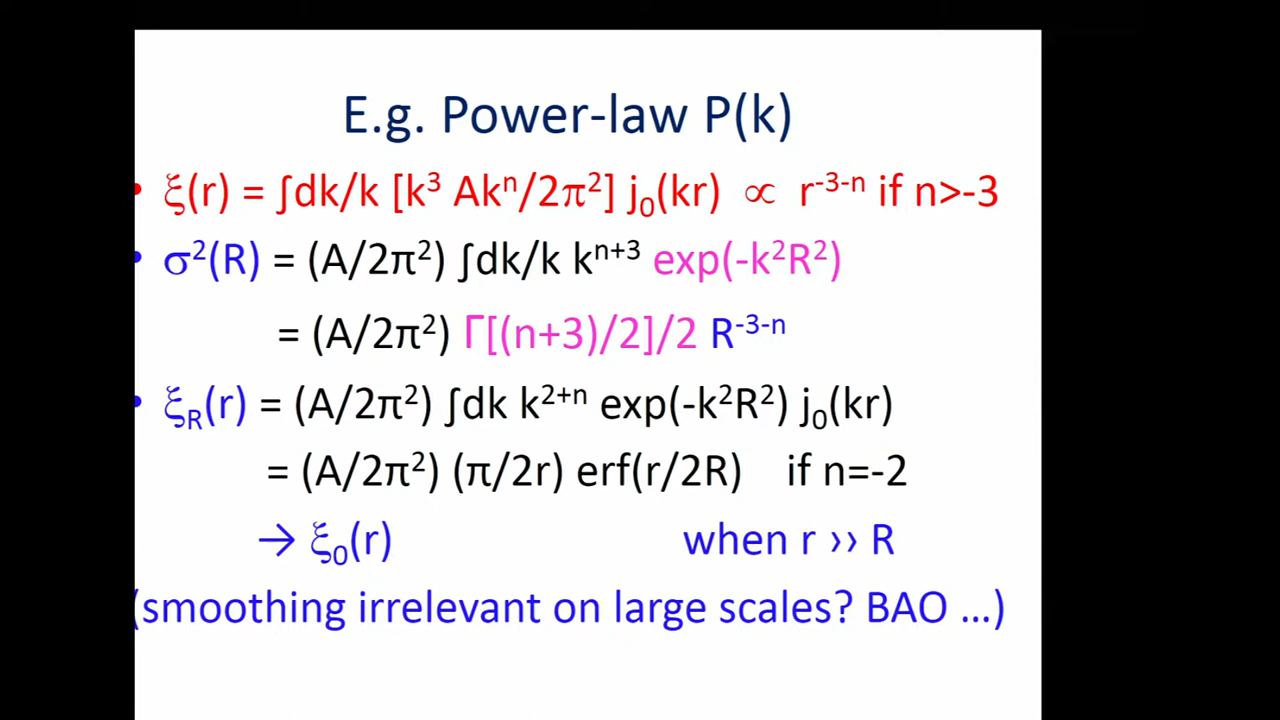 E.g. Power-law P(k)
• ξ(r) = ∫dk/k [k³ Akⁿ/2π²] j₀(kr) ∝ r⁻³⁻ⁿ if n>-3
• σ²(R) = (A/2π²) ∫dk/k kⁿ⁺³ exp(-k²R²)
= (A/2π²) Γ[(n+3)/2]/2 R⁻³⁻ⁿ
• ξ_R(r) = (A/2π²) ∫dk k²⁺ⁿ exp(-k²R²) j₀(kr)
= (A/2π²) (π/2r) erf(r/2R) if n=-2
→ ξ₀(r) when r ›› R
(smoothing irrelevant on large scales? BAO ...)